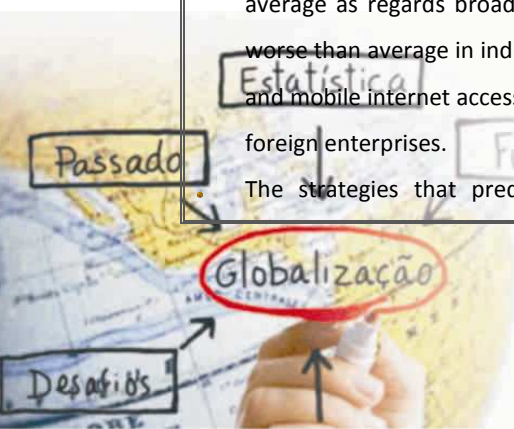 average as regards broad
worse than average in ind
and mobile internet access
foreign enterprises.
The strategies that pred
Estatística
Passado
Globalização
Desafios